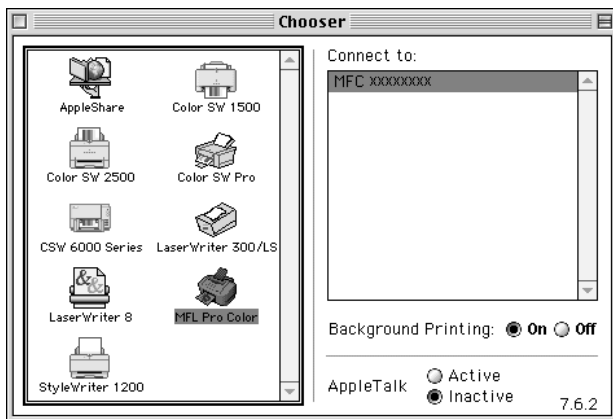 Chooser
AppleShare
Color SW 1500
Color SW 2500
Color SW Pro
CSW 6000 Series
LaserWriter 300/LS
LaserWriter 8
MFL Pro Color
StyleWriter 1200
Connect to:
MFC XXXXXXXX
Background Printing: On Off
AppleTalk
Active
Inactive
7.6.2